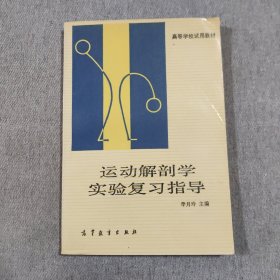 高等学校试用教材
运动解剖学
实验复习指导
李月玲 主编
高等教育出版社